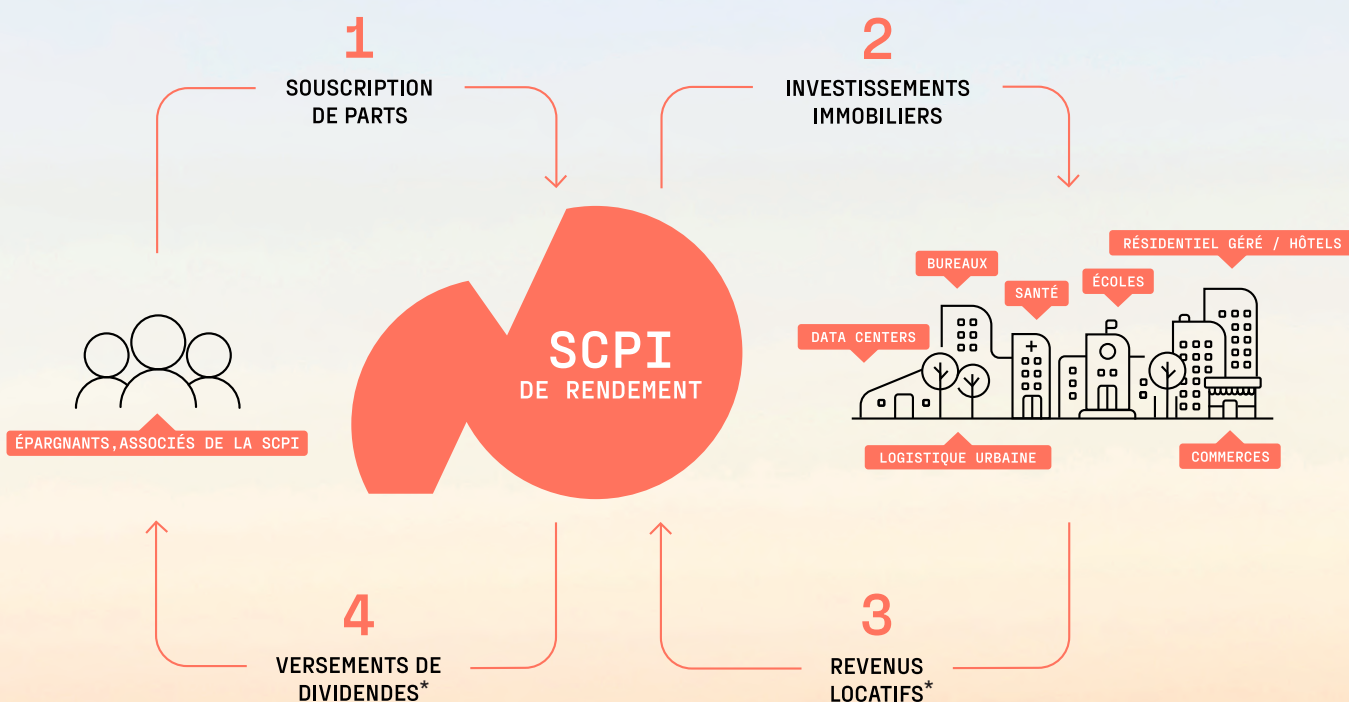 1
SOUSCRIPTION
DE PARTS
2
INVESTISSEMENTS
IMMOBILIERS
SCPI
DE RENDEMENT
ÉPARGNANTS,ASSOCIÉS DE LA SCPI
RÉSIDENTIEL GÉRÉ / HÔTELS
BUREAUX
ÉCOLES
SANTÉ
DATA CENTERS
LOGISTIQUE URBAINE
COMMERCES
4
VERSEMENTS DE
DIVIDENDES*
3
REVENUS
LOCATIFS*